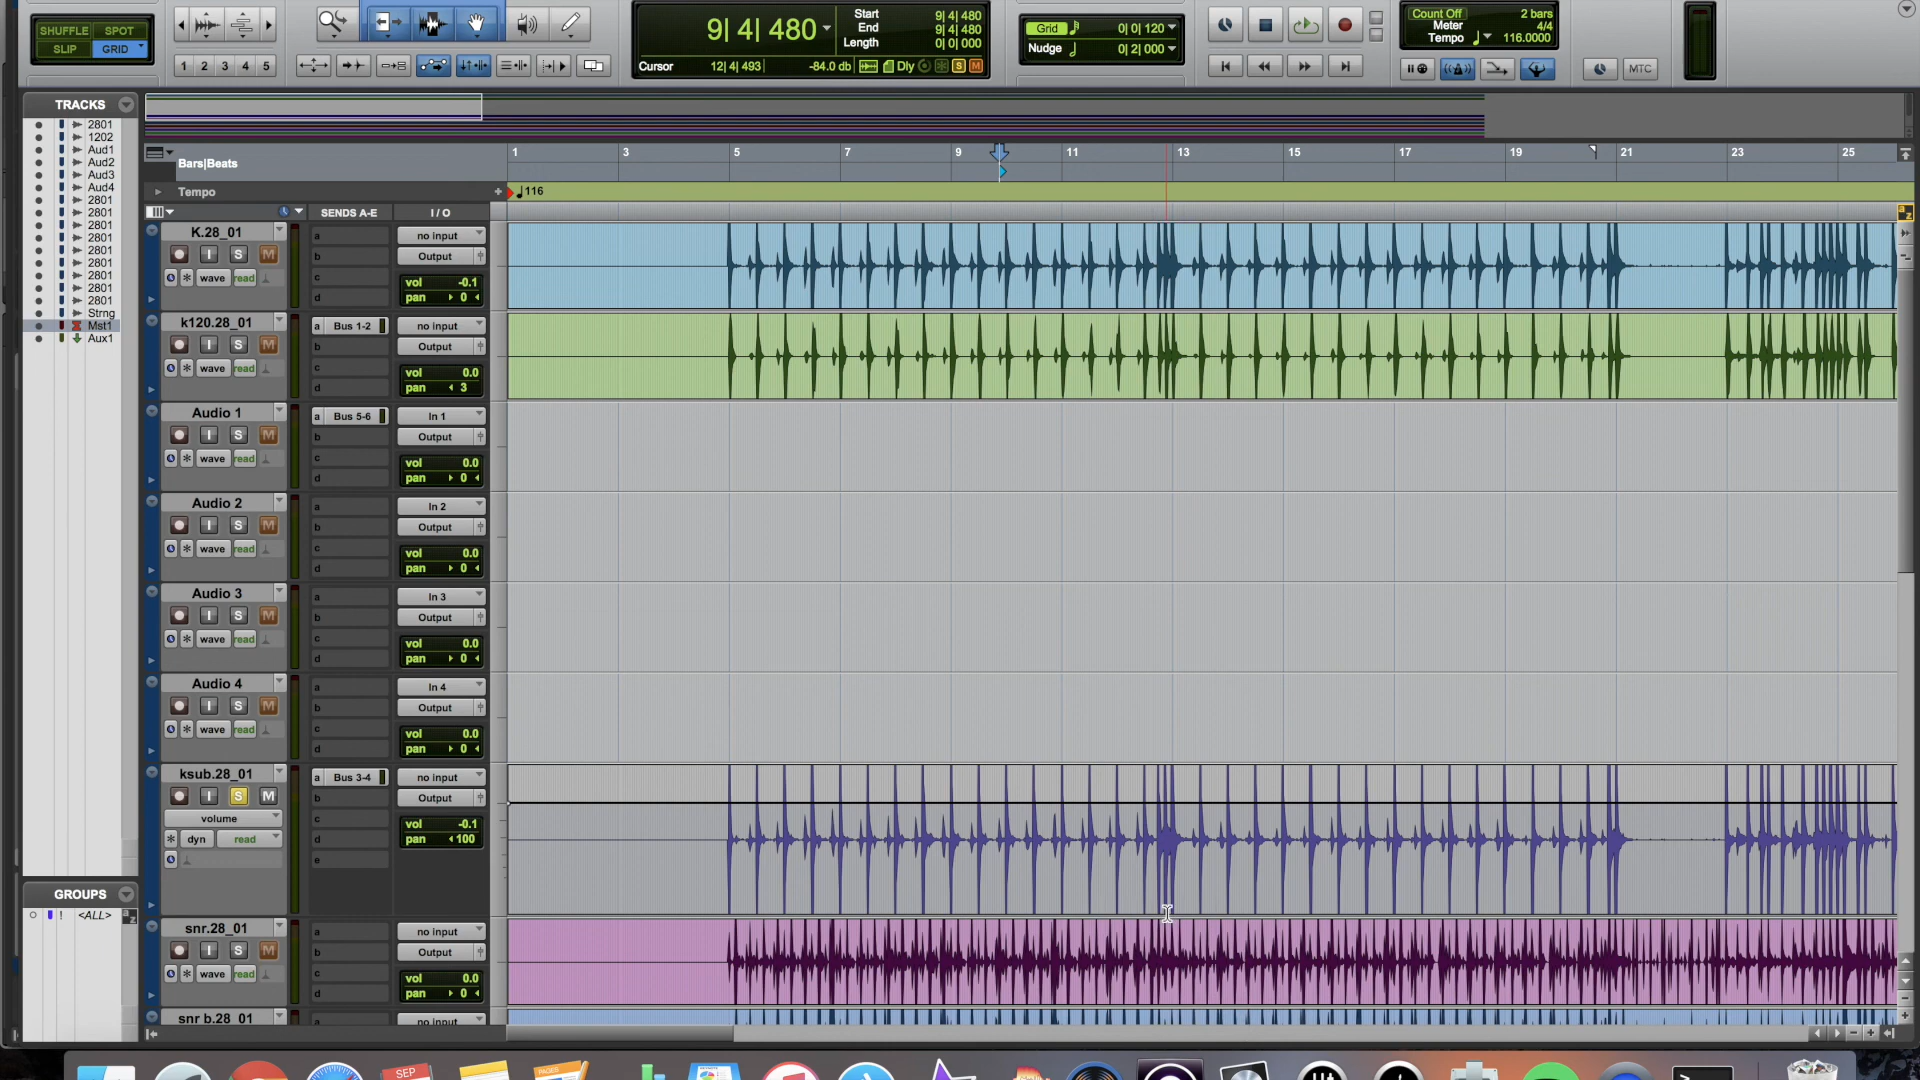 SHUFFLE SPOT
SLIP GRID
1 2 3 4 5
9| 4| 480
Start 9| 4| 480
End 9| 4| 480
Length 0| 0| 000
Cursor 12| 4| 493 -84.0 db Dly S M
Grid 0| 0| 120
Nudge 0| 2| 000
Count Off 2 bars
Meter 4/4
Tempo 116.0000
MTC
TRACKS
2801
1202
Aud1
Aud2
Aud3
Aud4
2801
2801
2801
2801
2801
2801
2801
2801
2801
Strng
Mst1
Aux1
GROUPS
! <ALL>
Bars|Beats
1 3 5 7 9 11 13 15 17 19 21 23 25
Tempo 116
SENDS A-E I / O
K.28_01
I S M
wave read
a b c d
no input
Output
vol -0.1
pan 0
k120.28_01
I S M
wave read
a Bus 1-2
b c d
no input
Output
vol 0.0
pan 3
Audio 1
I S M
wave read
a Bus 5-6
b c d
In 1
Output
vol 0.0
pan 0
Audio 2
I S M
wave read
a b c d
In 2
Output
vol 0.0
pan 0
Audio 3
I S M
wave read
a b c d
In 3
Output
vol 0.0
pan 0
Audio 4
I S M
wave read
a b c d
In 4
Output
vol 0.0
pan 0
ksub.28_01
I S M
volume
dyn read
a Bus 3-4
b c d e
no input
Output
vol -0.1
pan 100
snr.28_01
I S M
wave read
a b c d
no input
Output
vol 0.0
pan 0
snr b.28_01
a
no input
SEP
PAGES